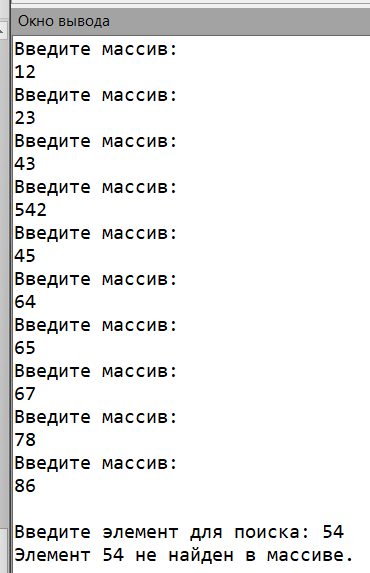 Окно вывода
Введите массив:
12
Введите массив:
23
Введите массив:
43
Введите массив:
542
Введите массив:
45
Введите массив:
64
Введите массив:
65
Введите массив:
67
Введите массив:
78
Введите массив:
86
Введите элемент для поиска: 54
Элемент 54 не найден в массиве.